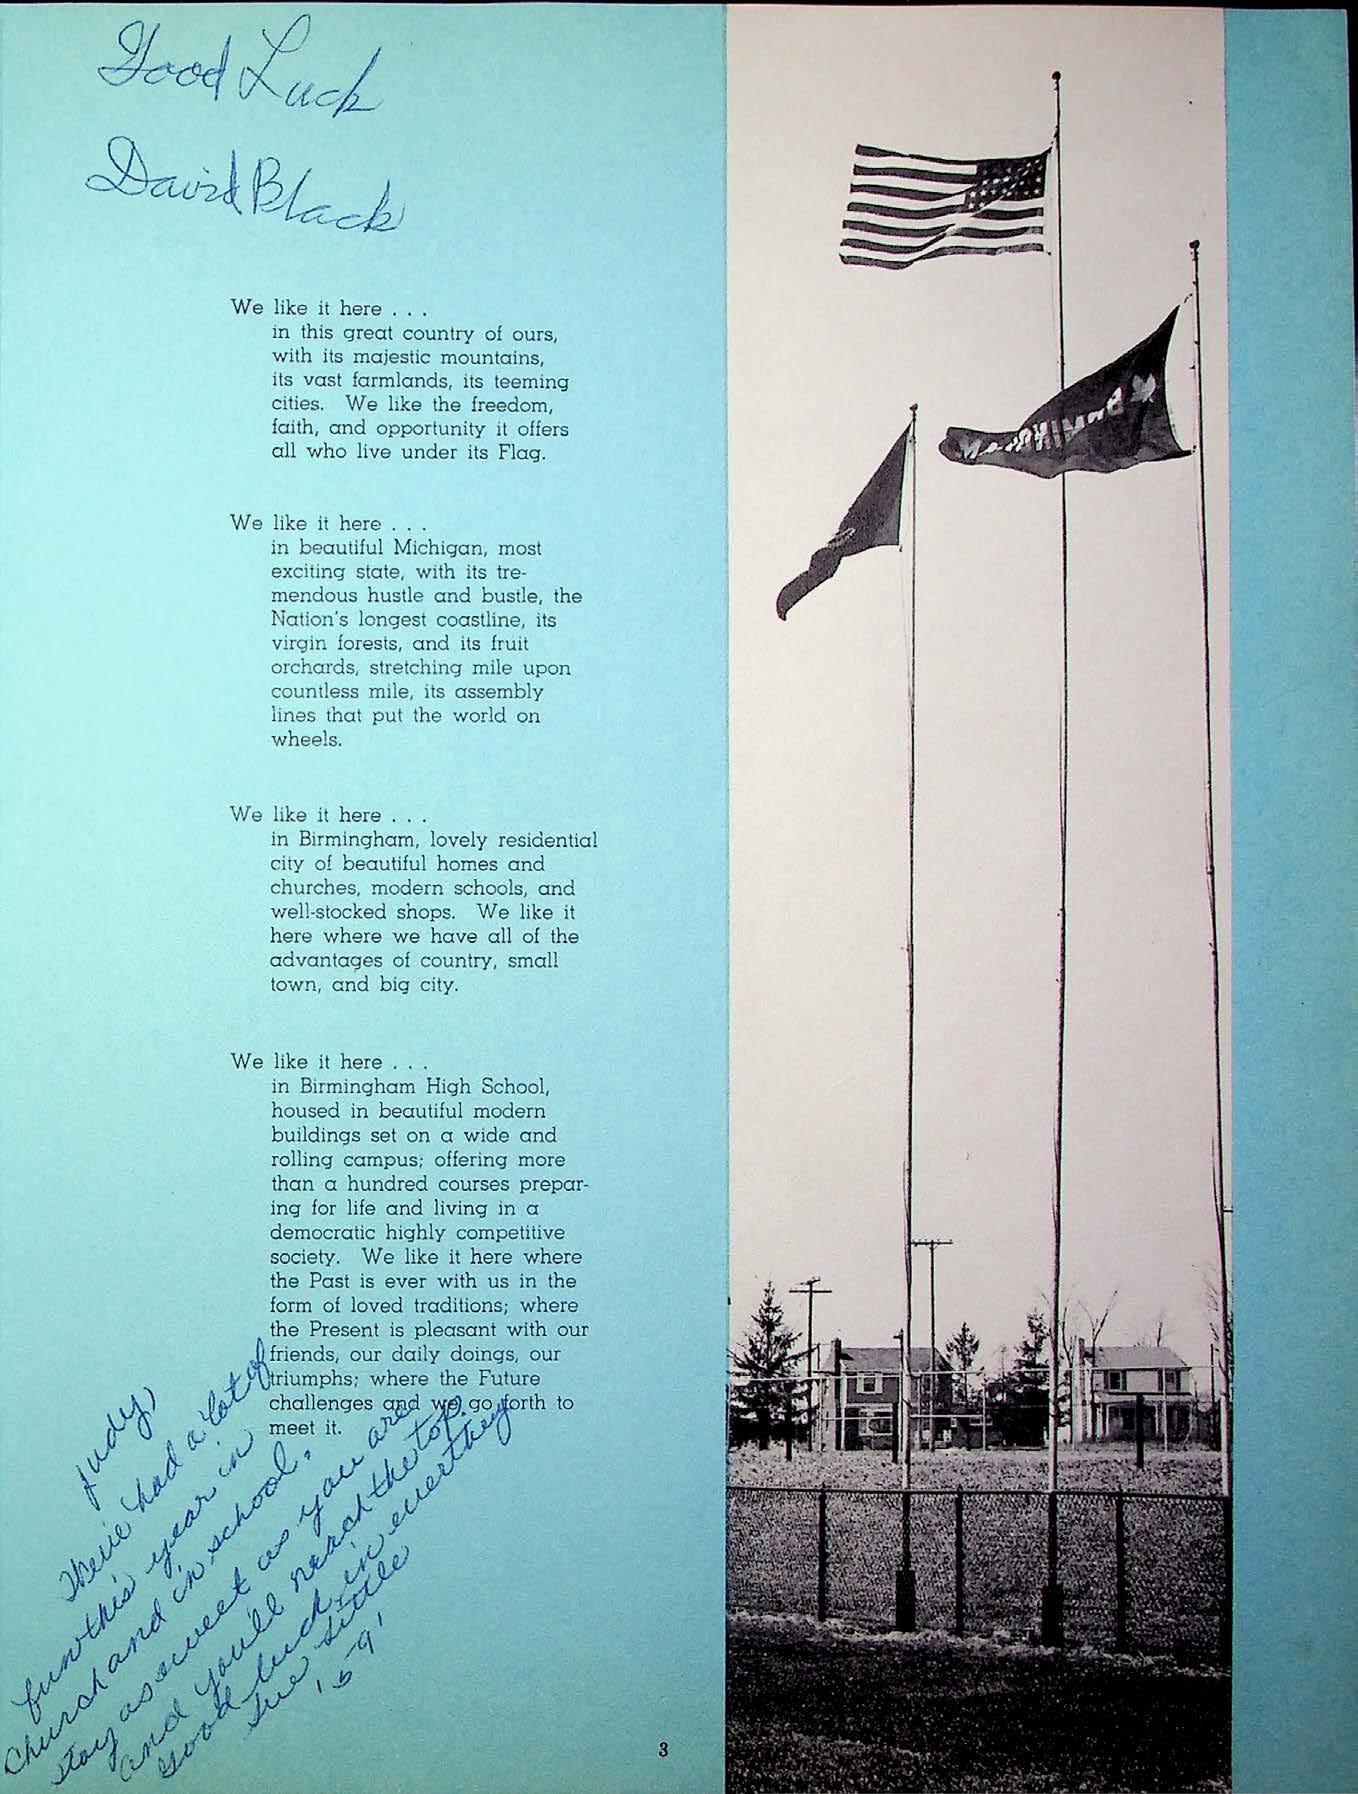 Good Luck
David Black
We like it here . . .
in this great country of ours,
with its majestic mountains,
its vast farmlands, its teeming
cities. We like the freedom,
faith, and opportunity it offers
all who live under its Flag.
We like it here . . .
in beautiful Michigan, most
exciting state, with its tre-
mendous hustle and bustle, the
Nation's longest coastline, its
virgin forests, and its fruit
orchards, stretching mile upon
countless mile, its assembly
lines that put the world on
wheels.
We like it here . . .
in Birmingham, lovely residential
city of beautiful homes and
churches, modern schools, and
well-stocked shops. We like it
here where we have all of the
advantages of country, small
town, and big city.
We like it here . . .
in Birmingham High School,
housed in beautiful modern
buildings set on a wide and
rolling campus; offering more
than a hundred courses prepar-
ing for life and living in a
democratic highly competitive
society. We like it here where
the Past is ever with us in the
form of loved traditions; where
the Present is pleasant with our
friends, our daily doings, our
triumphs; where the Future
challenges and we go forth to
meet it.
Judy,
had a lot of
fun this year in
church and in school.
Stay as sweet as you are
and you'll reach the top.
Good luck in
Sue Little
'59'
3